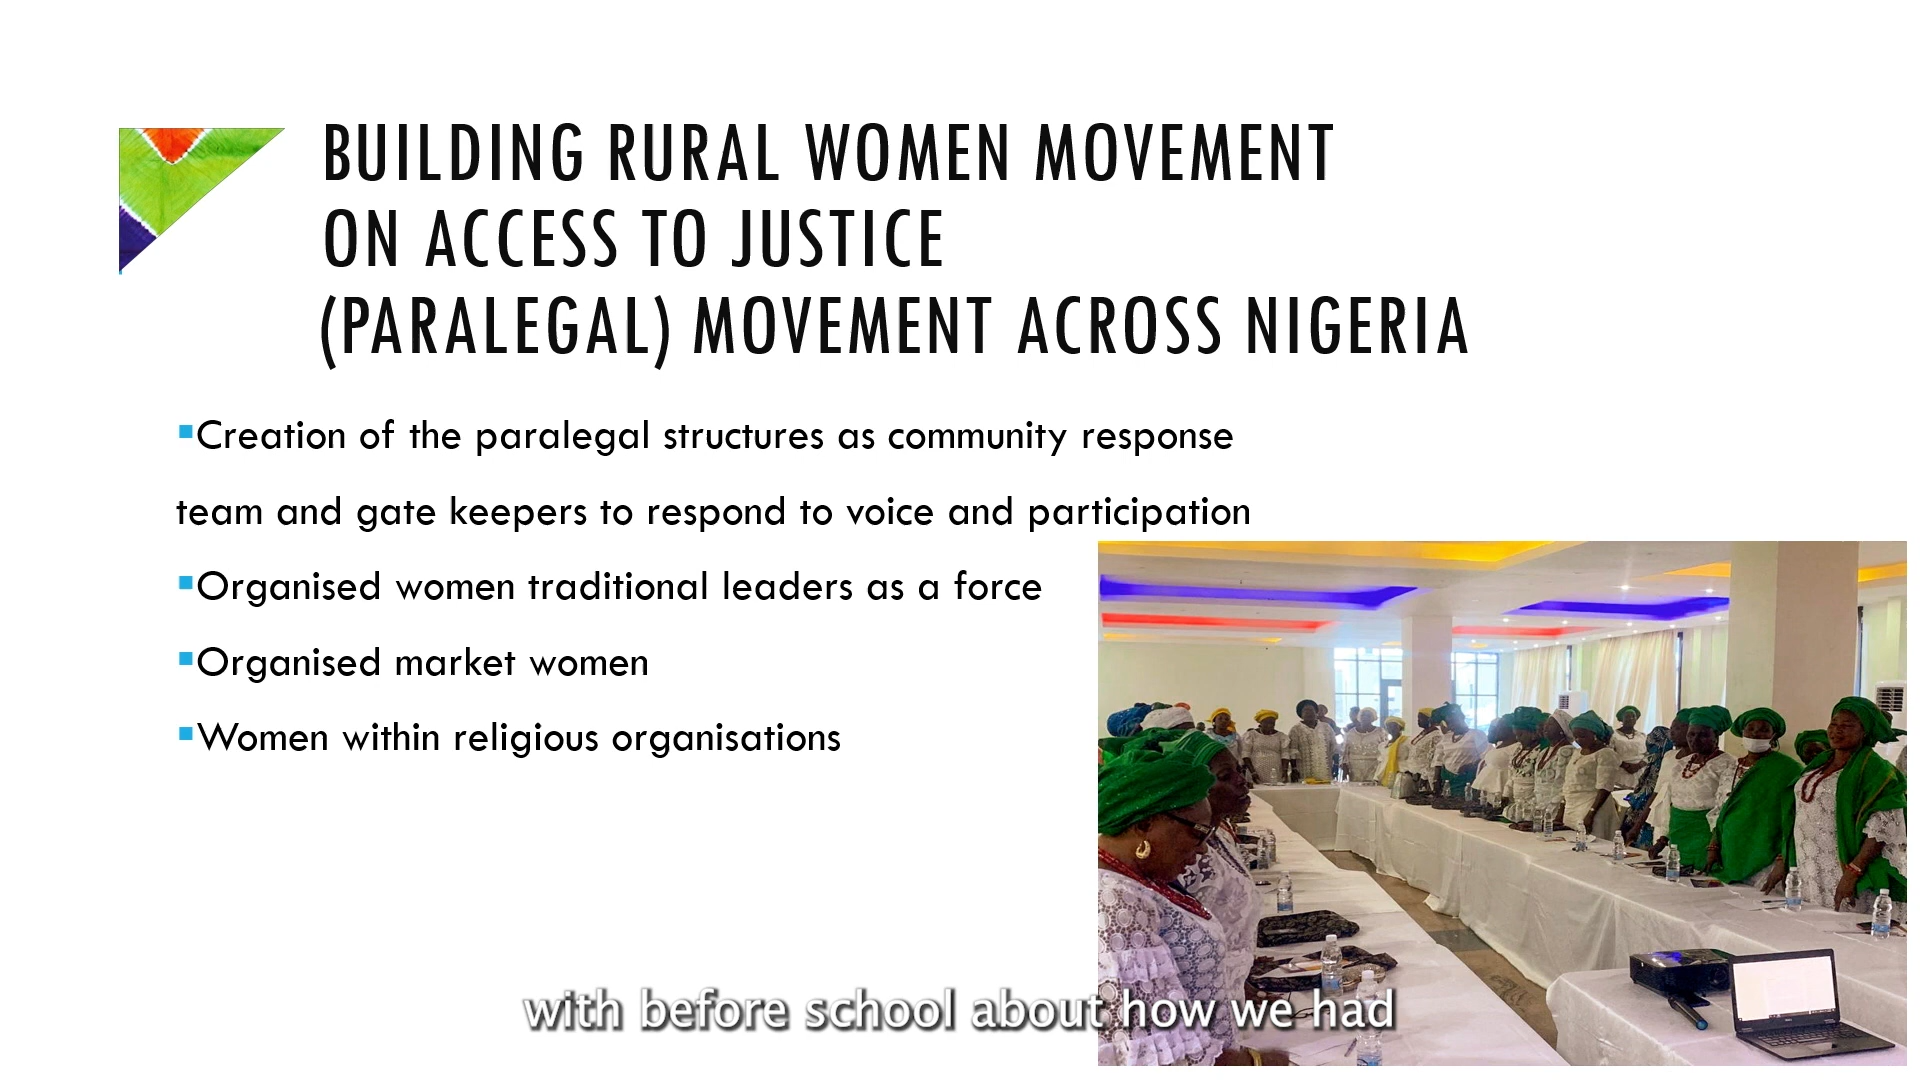 BUILDING RURAL WOMEN MOVEMENT
ON ACCESS TO JUSTICE
(PARALEGAL) MOVEMENT ACROSS NIGERIA
▪Creation of the paralegal structures as community response
team and gate keepers to respond to voice and participation
▪Organised women traditional leaders as a force
▪Organised market women
▪Women within religious organisations
with before school about how we had